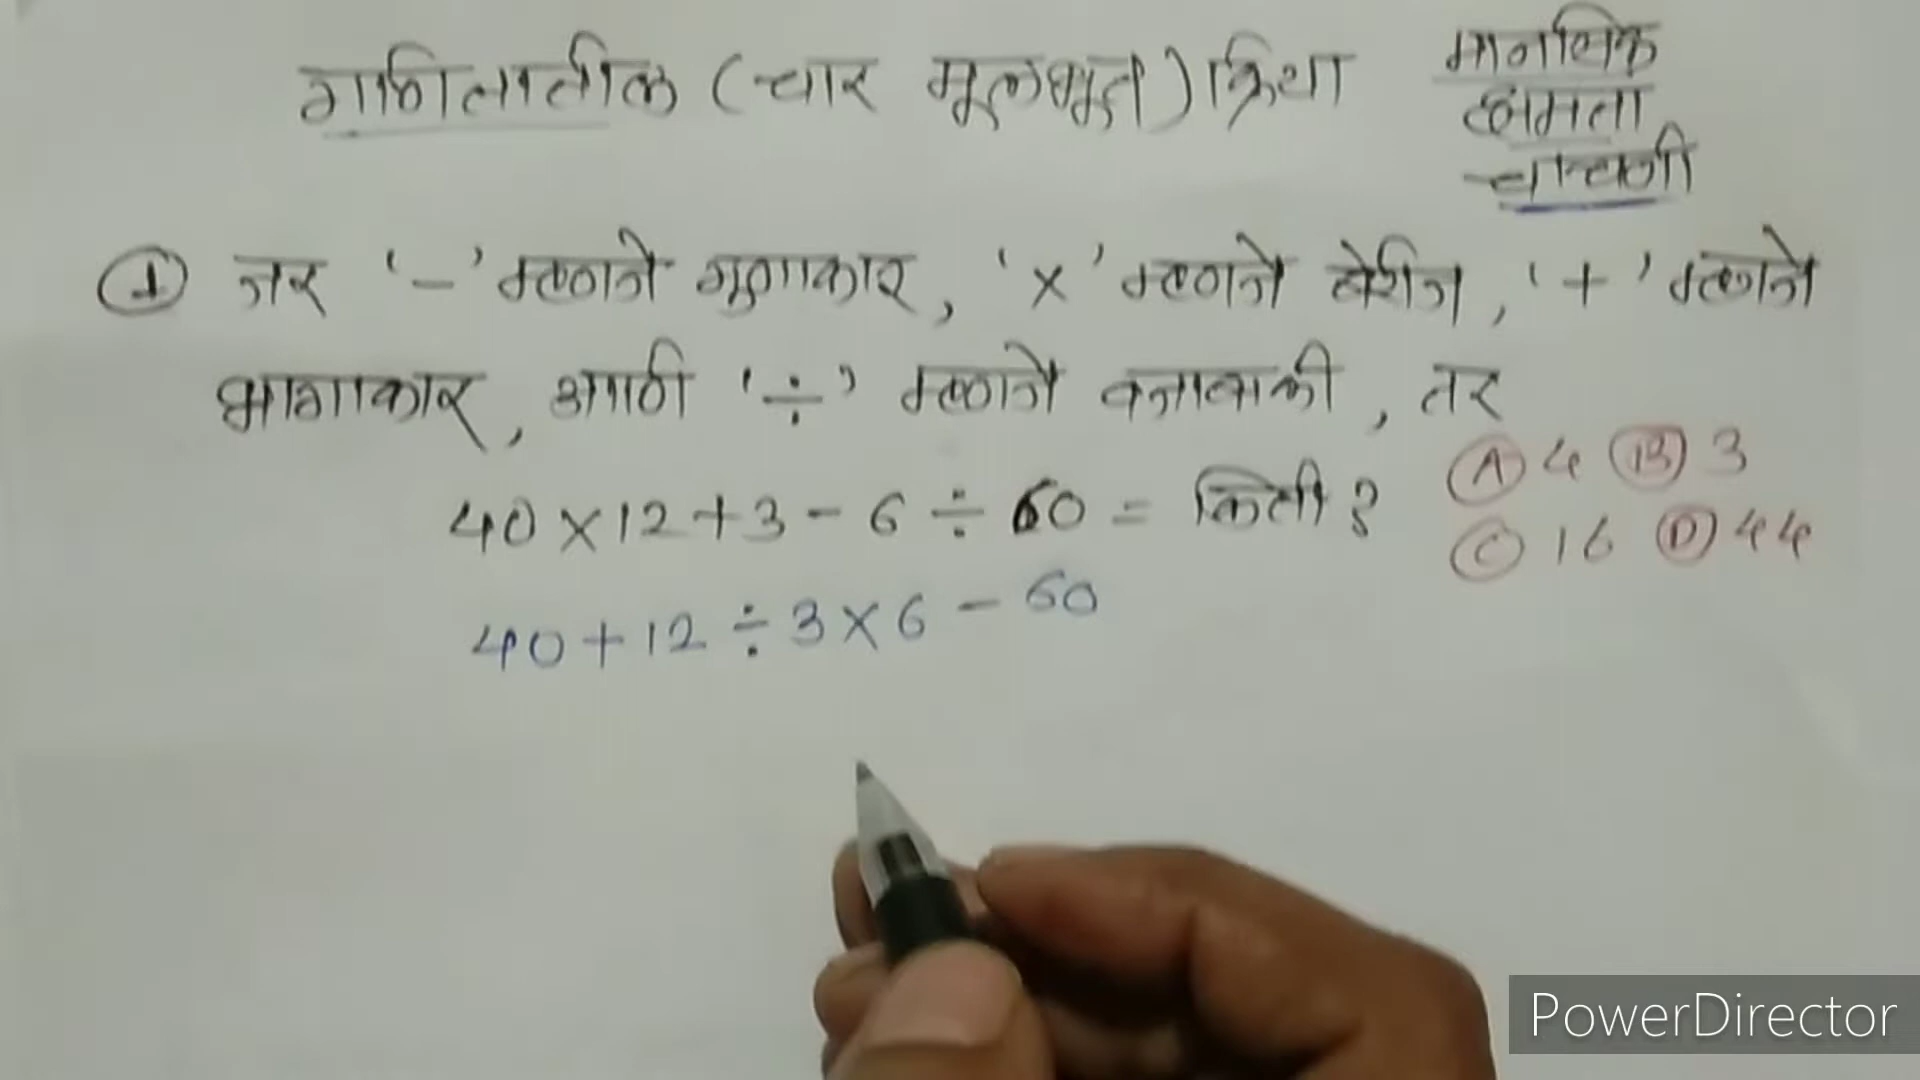 गणितातील (चार मूलभूत) क्रिया
मानसिक
क्षमता
चाचणी
① जर '−' म्हणजे गुणाकार, '×' म्हणजे बेरीज, '+' म्हणजे
भागाकार, आणी '÷' म्हणजे वजाबाकी, तर
40 × 12 + 3 − 6 ÷ 60 = किती?
Ⓐ 4 Ⓑ 3
Ⓒ 16 Ⓓ 44
40 + 12 ÷ 3 × 6 − 60
PowerDirector